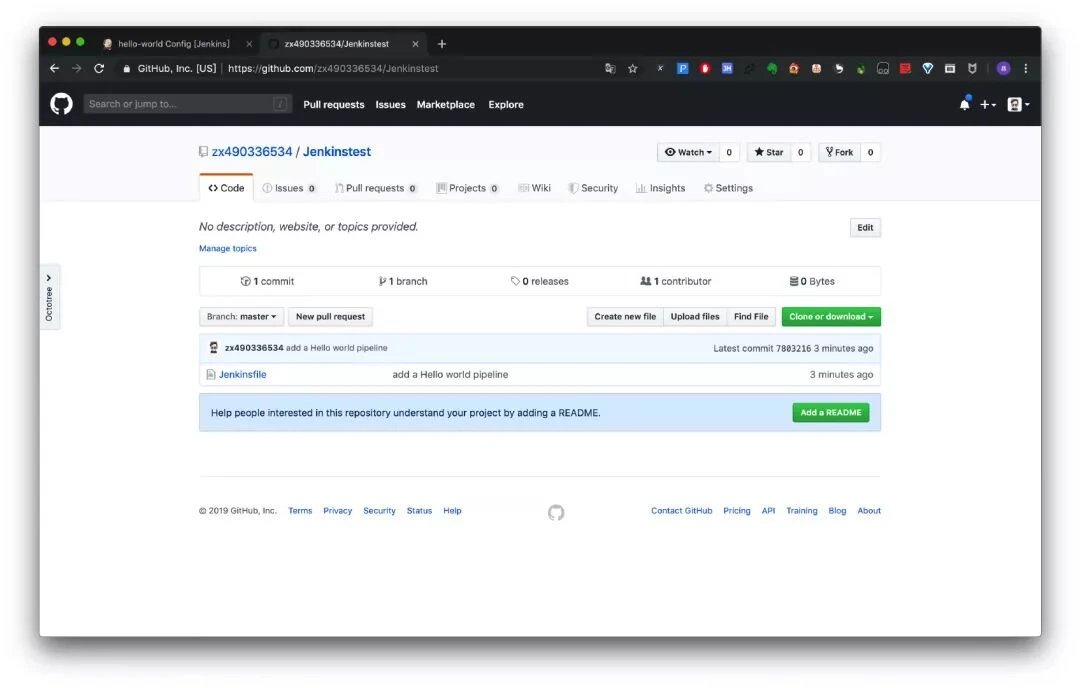 hello-world Config [Jenkins]
zx490336534/Jenkinstest
GitHub, Inc. [US] | https://github.com/zx490336534/Jenkinstest
Search or jump to... /
Pull requests Issues Marketplace Explore
zx490336534 / Jenkinstest
Watch 0 Star 0 Fork 0
Code Issues 0 Pull requests 0 Projects 0 Wiki Security Insights Settings
No description, website, or topics provided.
Edit
Manage topics
Octotree
1 commit 1 branch 0 releases 1 contributor 0 Bytes
Branch: master New pull request Create new file Upload files Find File Clone or download
zx490336534 add a Hello world pipeline Latest commit 7803216 3 minutes ago
Jenkinsfile add a Hello world pipeline 3 minutes ago
Help people interested in this repository understand your project by adding a README. Add a README
© 2019 GitHub, Inc. Terms Privacy Security Status Help Contact GitHub Pricing API Training Blog About